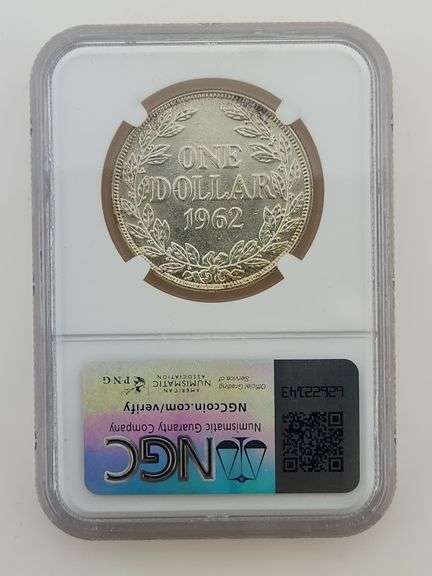 ONE
DOLLAR
1962
NGC
Numismatic Guaranty Company
NGCcoin.com/verify
Official Grading
Service of
AMERICAN
NUMISMATIC
ASSOCIATION
PNG